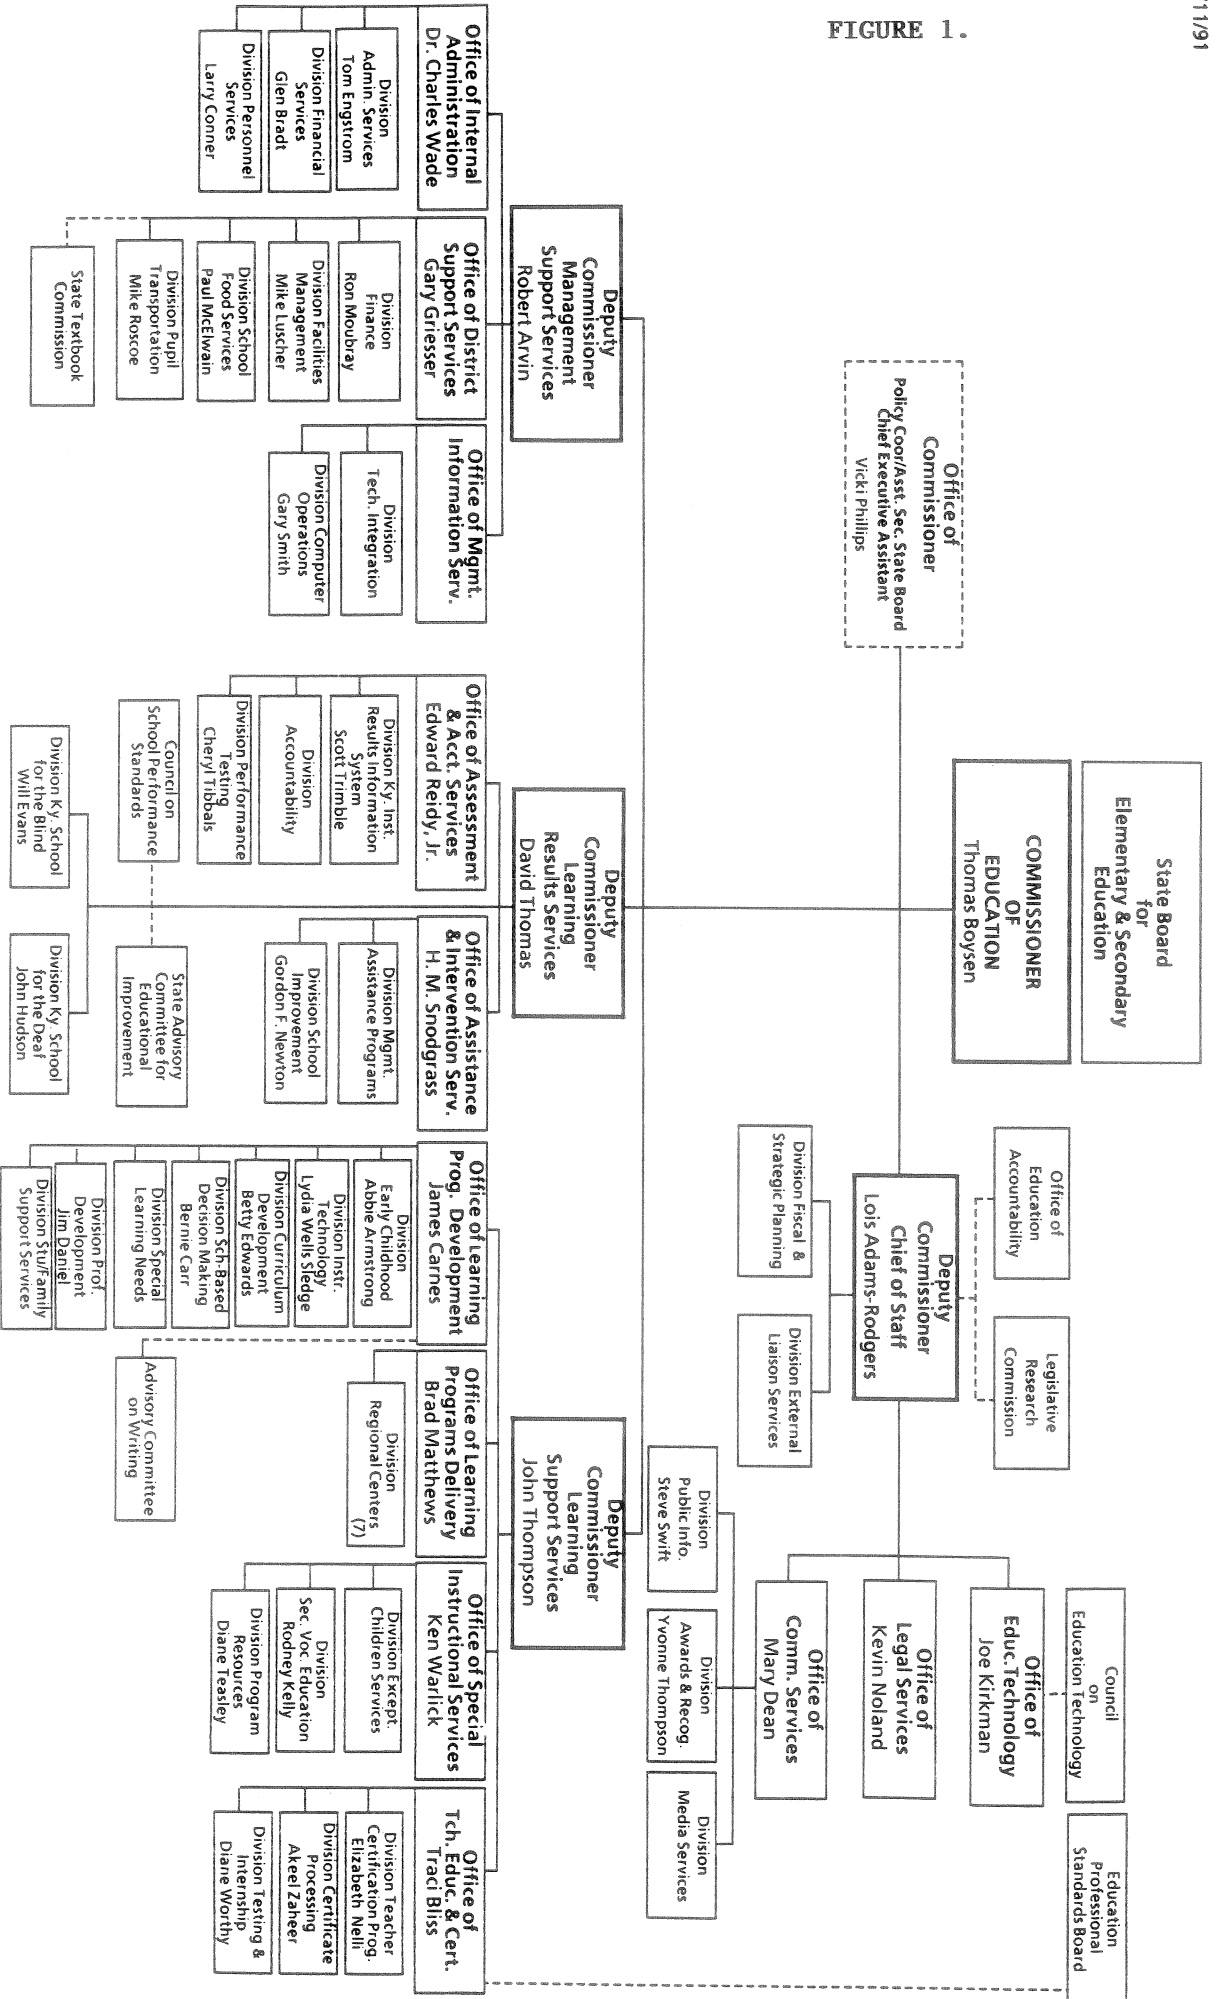 11/91
FIGURE 1.
State Board
for
Elementary & Secondary
Education
COMMISSIONER
OF
EDUCATION
Thomas Boysen
Office of
Commissioner
Policy Coor/Asst. Sec. State Board
Chief Executive Assistant
Vicki Phillips
Office of
Education
Accountability
Legislative
Research
Commission
Deputy
Commissioner
Chief of Staff
Lois Adams-Rodgers
Division Fiscal &
Strategic Planning
Division External
Liaison Services
Council
on
Education Technology
Education
Professional
Standards Board
Office of
Educ.Technology
Joe Kirkman
Office of
Legal Services
Kevin Noland
Office of
Comm. Services
Mary Dean
Division
Public Info.
Steve Swift
Division
Awards & Recog.
Yvonne Thompson
Division
Media Services
Deputy
Commissioner
Management
Support Services
Robert Arvin
Office of Internal
Administration
Dr. Charles Wade
Division
Admin. Services
Tom Engstrom
Division Financial
Services
Glen Bradt
Division Personnel
Services
Larry Conner
Office of District
Support Services
Gary Griesser
Division
Finance
Ron Moubray
Division Facilities
Management
Mike Luscher
Division School
Food Services
Paul McElwain
Division Pupil
Transportation
Mike Roscoe
State Textbook
Commission
Office of Mgmt.
Information Serv.
Division
Tech. Integration
Division Computer
Operations
Gary Smith
Deputy
Commissioner
Learning
Results Services
David Thomas
Office of Assessment
& Acct. Services
Edward Reidy, Jr.
Division Ky. Inst.
Results Information
System
Scott Trimble
Division
Accountability
Division Performance
Testing
Cheryl Tibbals
Council on
School Performance
Standards
Division Ky. School
for the Blind
Will Evans
Office of Assistance
& Intervention Serv.
H. M. Snodgrass
Division Mgmt.
Assistance Programs
Division School
Improvement
Gordon F. Newton
State Advisory
Committee for
Educational
Improvement
Division Ky. School
for the Deaf
John Hudson
Deputy
Commissioner
Learning
Support Services
John Thompson
Office of Learning
Prog. Development
James Carnes
Division
Early Childhood
Abbie Armstrong
Division Instr.
Technology
Lydia Wells Sledge
Division Curriculum
Development
Betty Edwards
Division Sch-Based
Decision Making
Bernie Carr
Division Special
Learning Needs
Division Prof.
Development
Jim Daniel
Division Stu/Family
Support Services
Advisory Committee
on Writing
Office of Learning
Programs Delivery
Brad Matthews
Division
Regional Centers
(7)
Office of Special
Instructional Services
Ken Warlick
Division Except.
Children Services
Division
Sec. Voc. Education
Rodney Kelly
Division Program
Resources
Diane Teasley
Office of
Tch. Educ. & Cert.
Traci Bliss
Division Teacher
Certification Prog.
Elizabeth Nelli
Division Certificate
Processing
Akeel Zaheer
Division Testing &
Internship
Diane Worthy